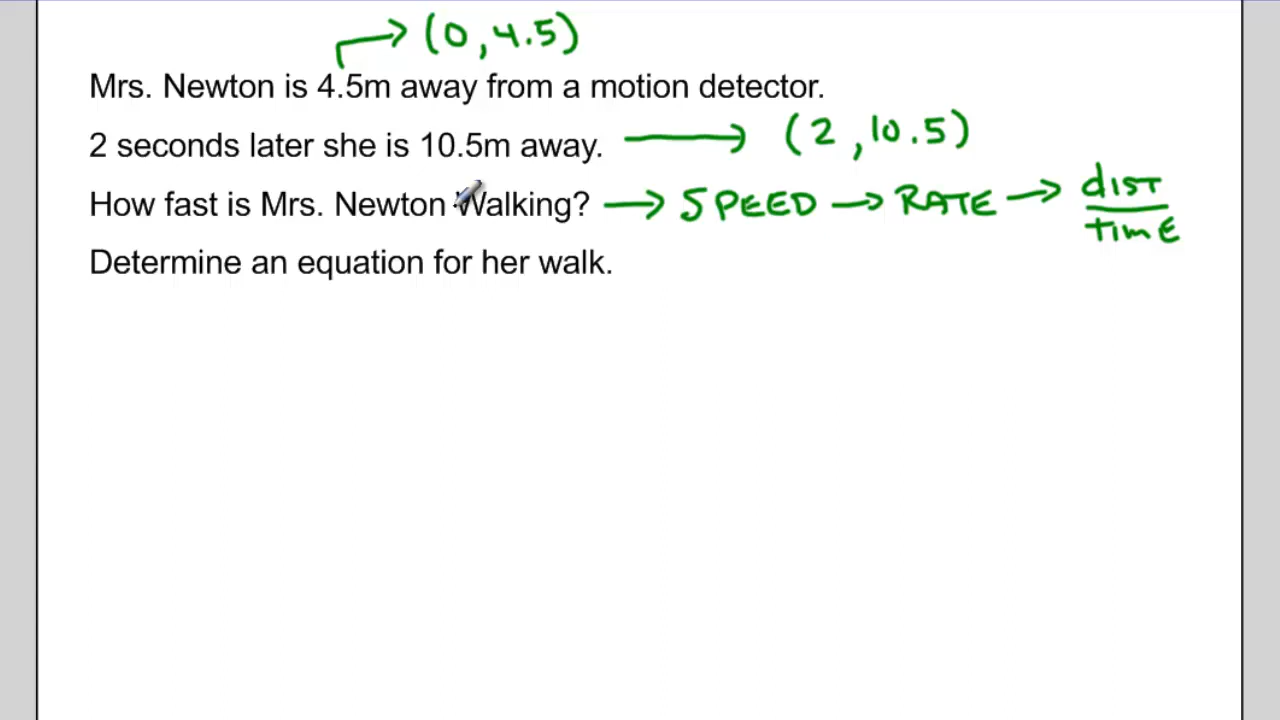 (0,4.5)
Mrs. Newton is 4.5m away from a motion detector.
2 seconds later she is 10.5m away. (2,10.5)
How fast is Mrs. Newton Walking? SPEED RATE dist
time
Determine an equation for her walk.